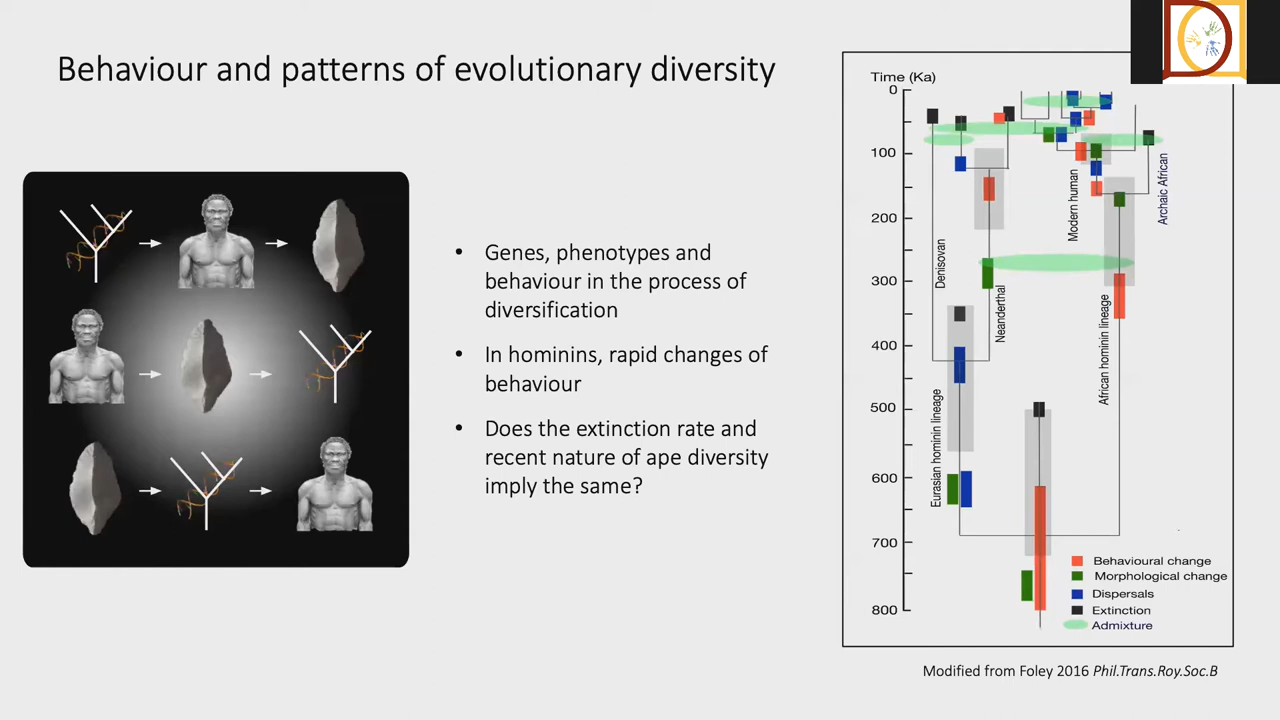 Behaviour and patterns of evolutionary diversity
• Genes, phenotypes and
behaviour in the process of
diversification
• In hominins, rapid changes of
behaviour
• Does the extinction rate and
recent nature of ape diversity
imply the same?
Time (Ka)
0
100
200
300
400
500
600
700
800
Denisovan
Neanderthal
Eurasian hominin lineage
Modern human
Archaic African
African hominin lineage
Behavioural change
Morphological change
Dispersals
Extinction
Admixture
Modified from Foley 2016 Phil.Trans.Roy.Soc.B